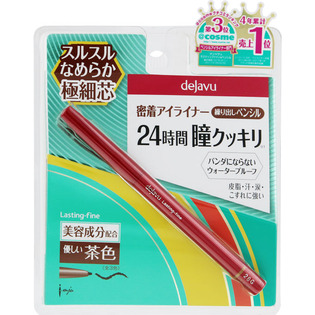 スルスル
なめらか
極細芯
第3位
@cosme
4年累計
売上1位
dejavu
密着アイライナー 繰り出しペンシル
24時間 瞳クッキリ
パンダにならない
ウォータープルーフ
皮脂・汗・涙・
こすれに強い
dejavu Lasting-fine
Lasting-fine
美容成分配合
優しい 茶色